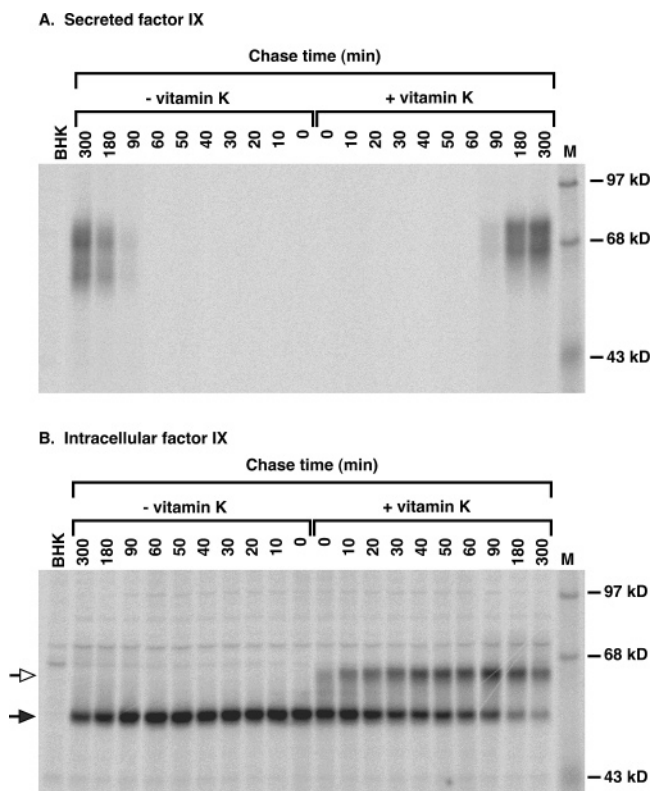 A. Secreted factor IX
Chase time (min)
- vitamin K + vitamin K
BHK 300 180 90 60 50 40 30 20 10 0 0 10 20 30 40 50 60 90 180 300 M
97 kD
68 kD
43 kD
B. Intracellular factor IX
Chase time (min)
- vitamin K + vitamin K
BHK 300 180 90 60 50 40 30 20 10 0 0 10 20 30 40 50 60 90 180 300 M
97 kD
68 kD
43 kD